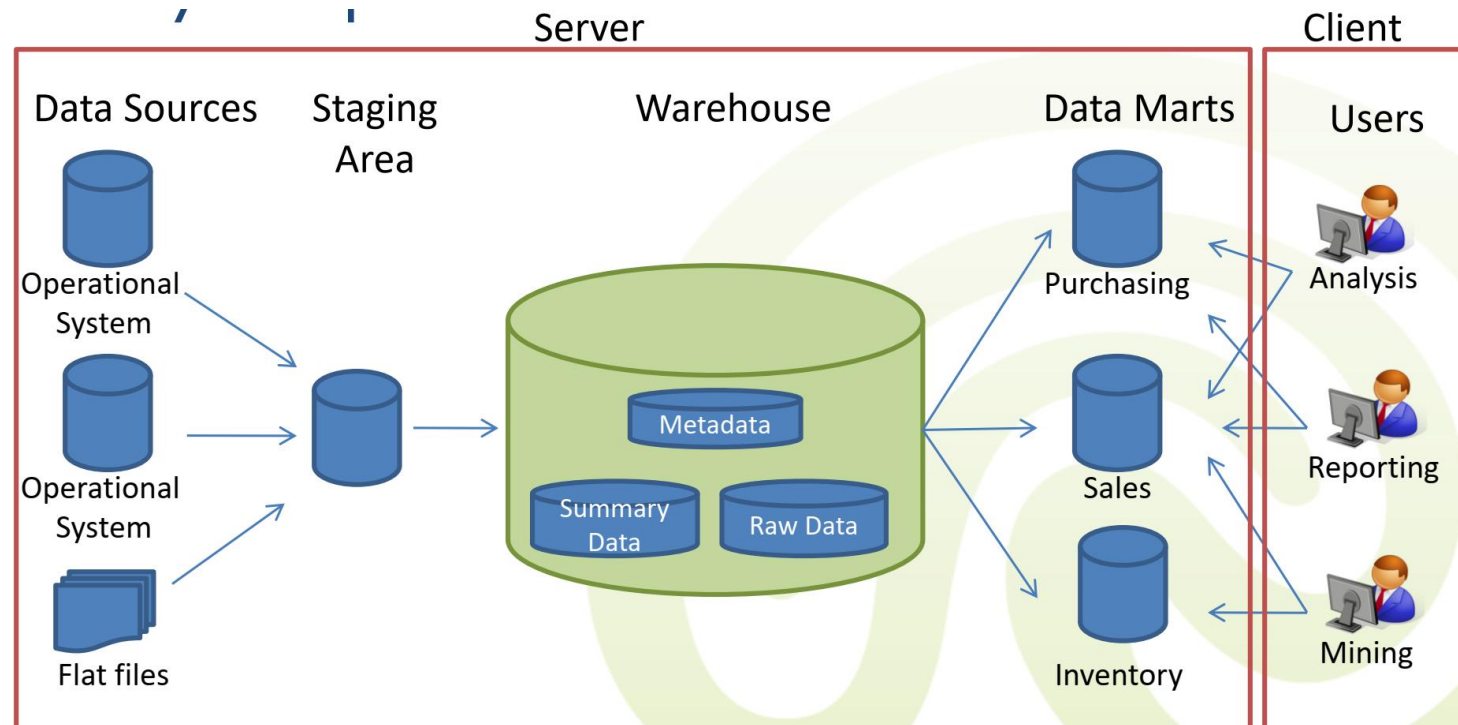 Server
Client
Data Sources
Staging
Area
Warehouse
Data Marts
Users
Operational
System
Operational
System
Flat files
Metadata
Summary
Data
Raw Data
Purchasing
Sales
Inventory
Analysis
Reporting
Mining